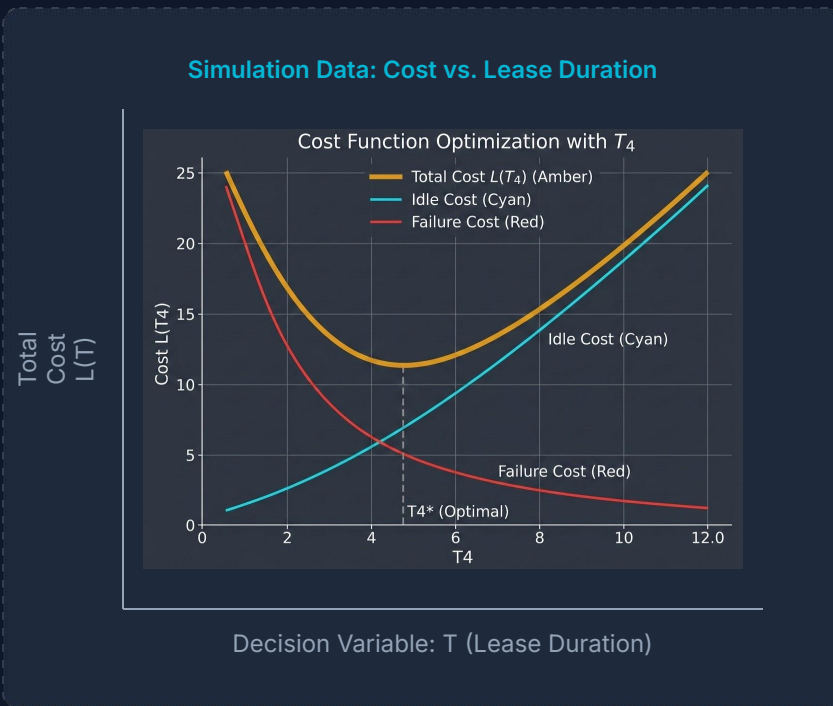 Simulation Data: Cost vs. Lease Duration
Total
Cost
L(T)
Cost Function Optimization with T₄
Total Cost L(T₄) (Amber)
Idle Cost (Cyan)
Failure Cost (Red)
Cost L(T4)
25
20
15
10
5
0
Idle Cost (Cyan)
Failure Cost (Red)
T4* (Optimal)
0 2 4 6 8 10 12.0
T4
Decision Variable: T (Lease Duration)